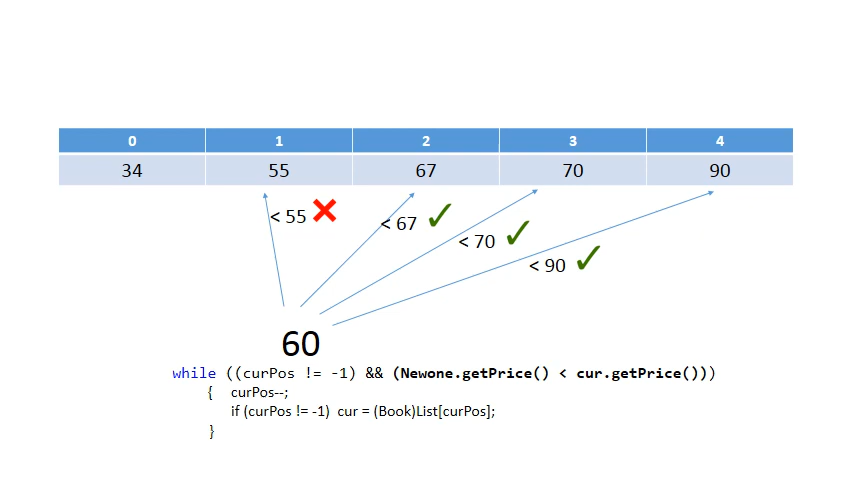 0 1 2 3 4
34 55 67 70 90
< 55
< 67
< 70
< 90
60
while ((curPos != -1) && (Newone.getPrice() < cur.getPrice()))
{ curPos--;
if (curPos != -1) cur = (Book)List[curPos];
}